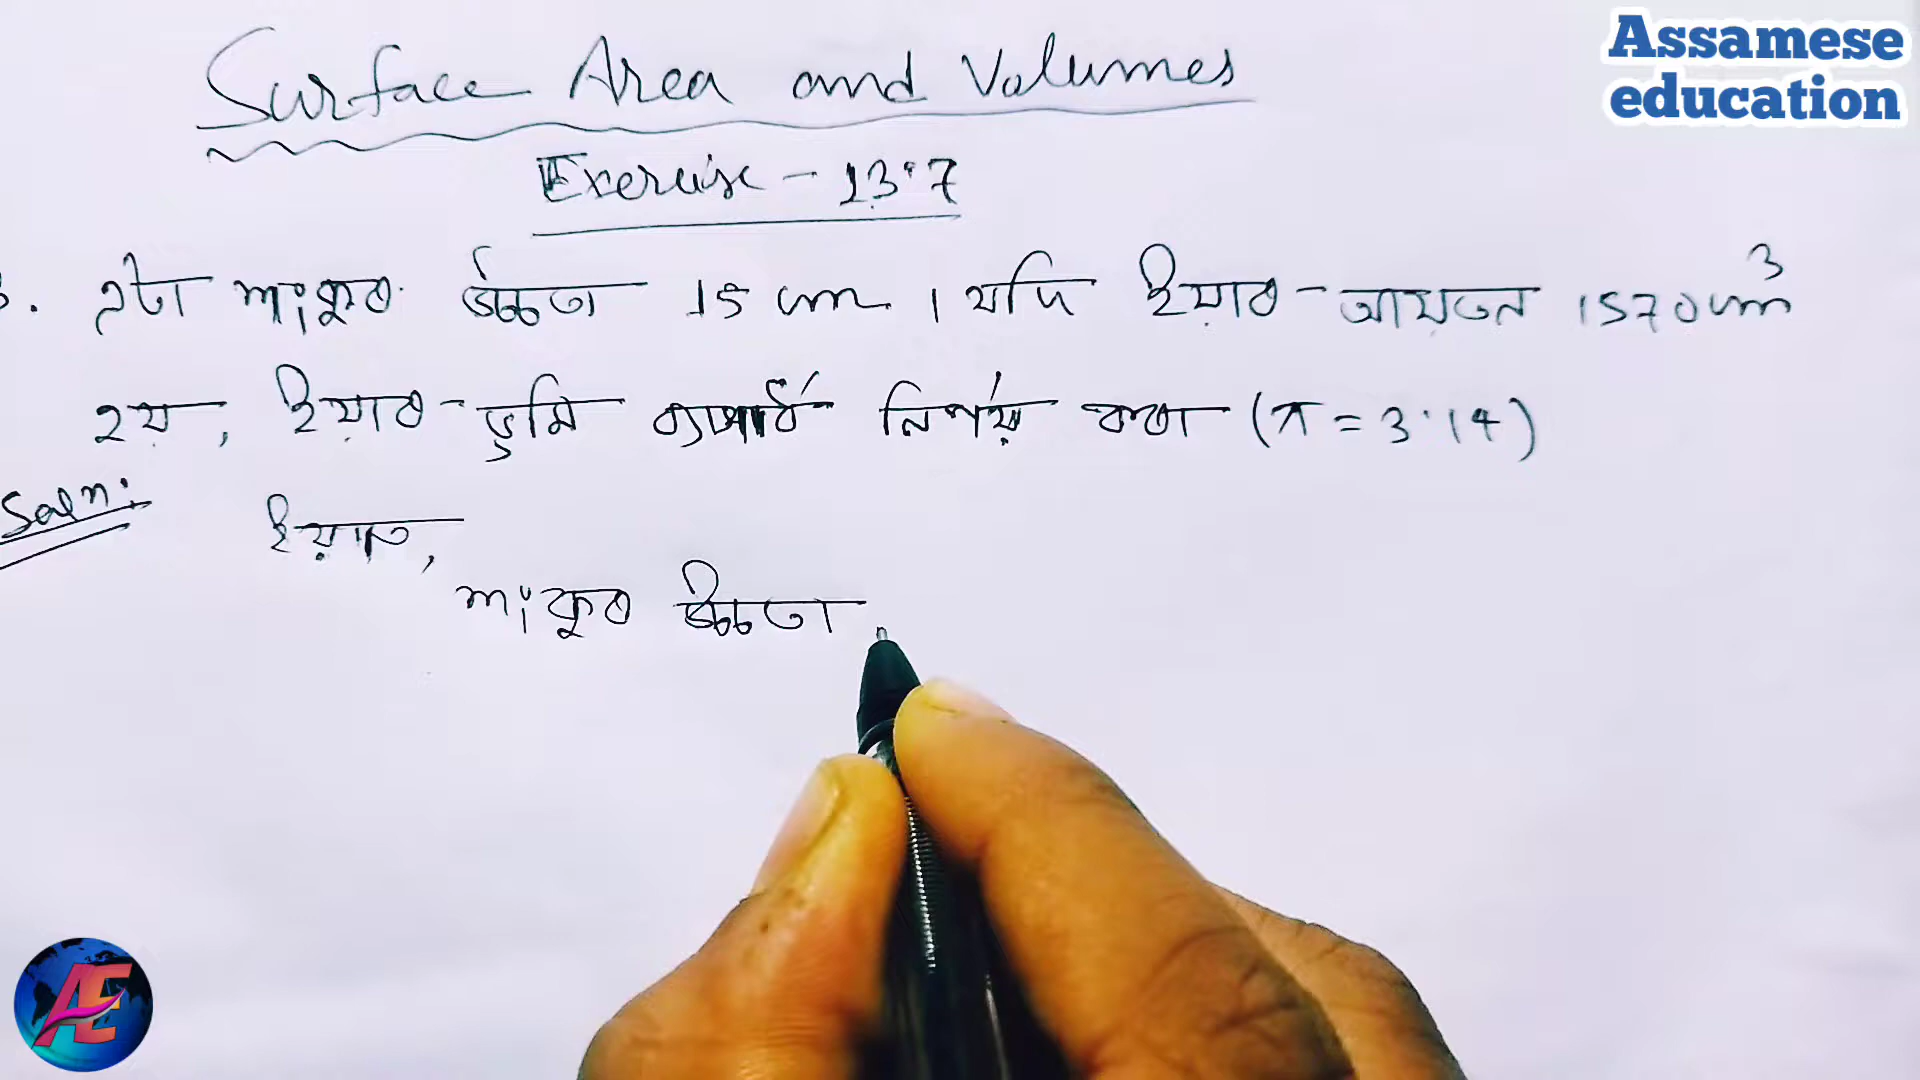 Surface Area and Volumes
Exercise - 13.7
3. এটা শংকুৰ উচ্চতা 15 cm । যদি ইয়াৰ আয়তন 1570 cm³
হয়, ইয়াৰ ভূমি ব্যাসাৰ্ধ নিৰ্ণয় কৰা (π = 3.14)
Soln:
ইয়াত,
শংকুৰ উচ্চতা
Assamese
education
AE